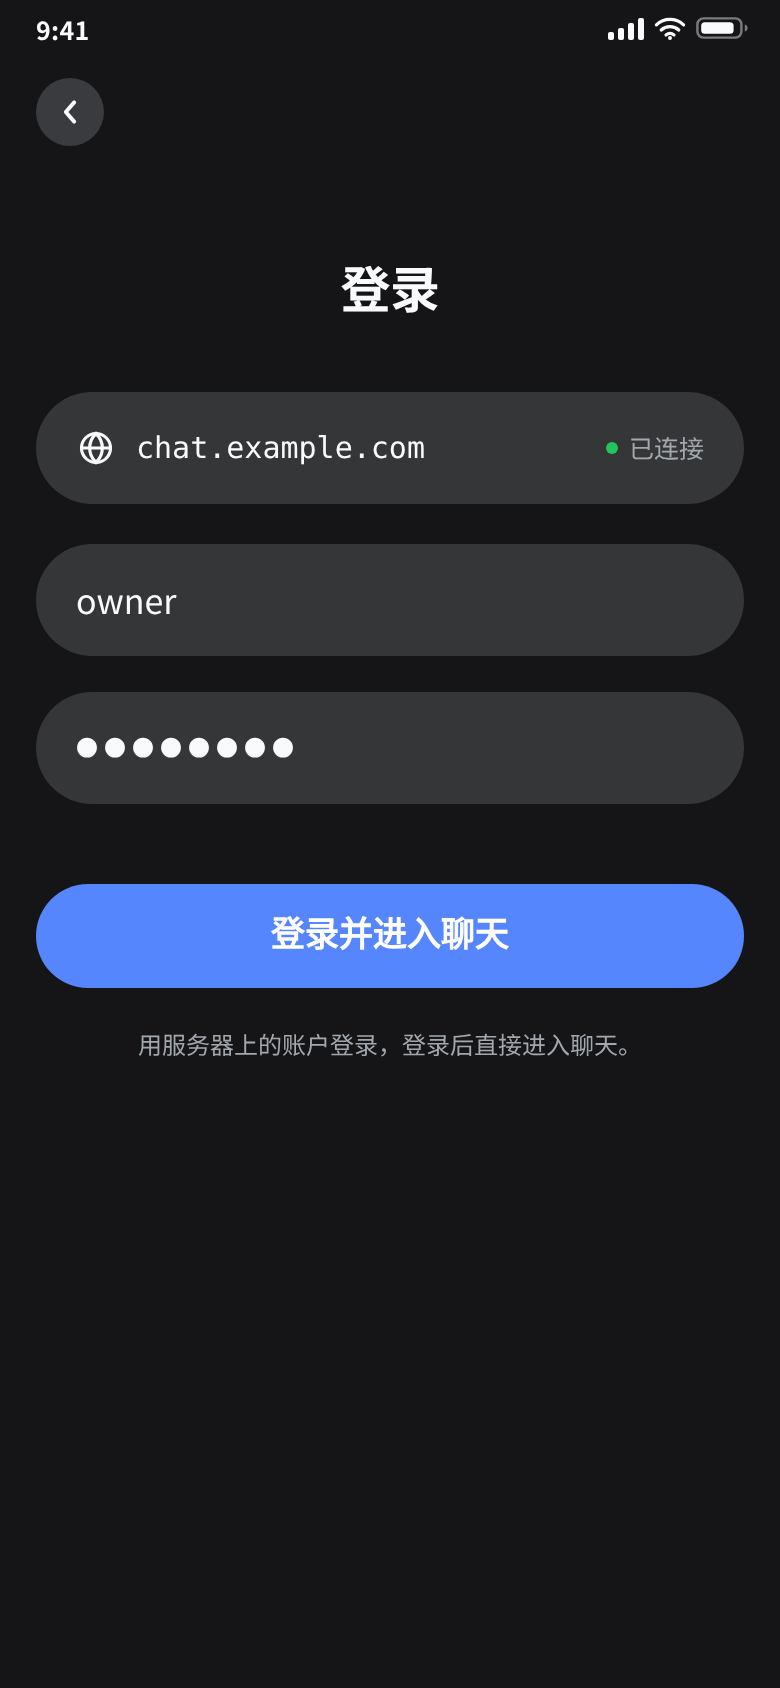 9:41
登录
chat.example.com 已连接
owner
登录并进入聊天
用服务器上的账户登录，登录后直接进入聊天。